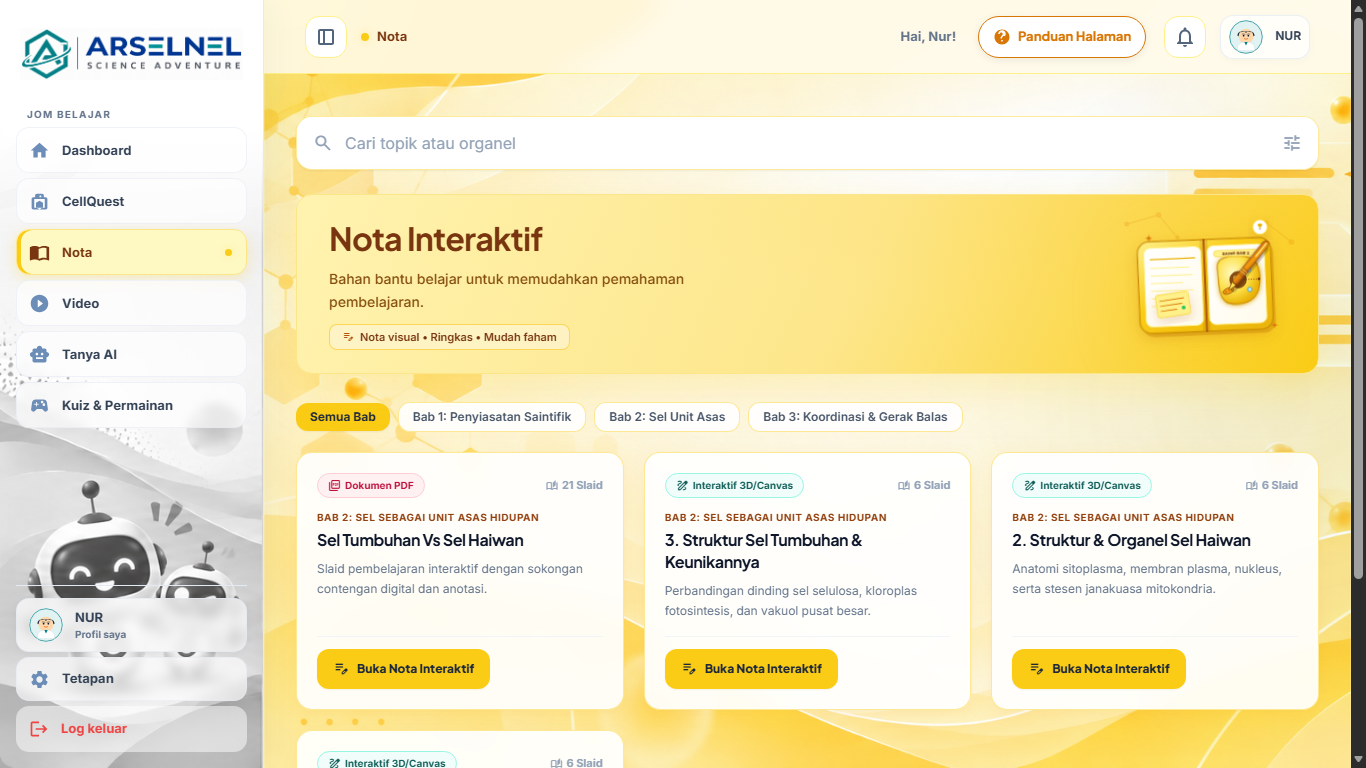 ARSELNEL
SCIENCE ADVENTURE
JOM BELAJAR
Dashboard
CellQuest
Nota
Video
Tanya AI
Kuiz & Permainan
NUR
Profil saya
Tetapan
Log keluar
Nota
Hai, Nur!
Panduan Halaman
NUR
Cari topik atau organel
Nota Interaktif
Bahan bantu belajar untuk memudahkan pemahaman
pembelajaran.
Nota visual • Ringkas • Mudah faham
Semua Bab
Bab 1: Penyiasatan Saintifik
Bab 2: Sel Unit Asas
Bab 3: Koordinasi & Gerak Balas
Dokumen PDF
21 Slaid
BAB 2: SEL SEBAGAI UNIT ASAS HIDUPAN
Sel Tumbuhan Vs Sel Haiwan
Slaid pembelajaran interaktif dengan sokongan
contengan digital dan anotasi.
Buka Nota Interaktif
Interaktif 3D/Canvas
6 Slaid
BAB 2: SEL SEBAGAI UNIT ASAS HIDUPAN
3. Struktur Sel Tumbuhan &
Keunikannya
Perbandingan dinding sel selulosa, kloroplas
fotosintesis, dan vakuol pusat besar.
Buka Nota Interaktif
Interaktif 3D/Canvas
6 Slaid
BAB 2: SEL SEBAGAI UNIT ASAS HIDUPAN
2. Struktur & Organel Sel Haiwan
Anatomi sitoplasma, membran plasma, nukleus,
serta stesen janakuasa mitokondria.
Buka Nota Interaktif
Interaktif 3D/Canvas
6 Slaid